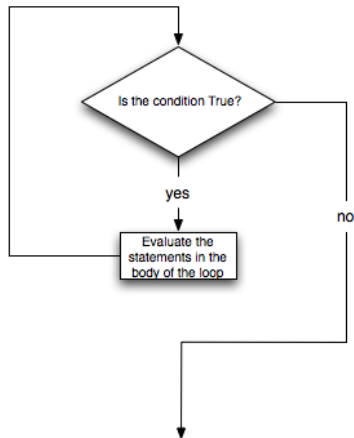 Is the condition True?
yes
no
Evaluate the
statements in the
body of the loop